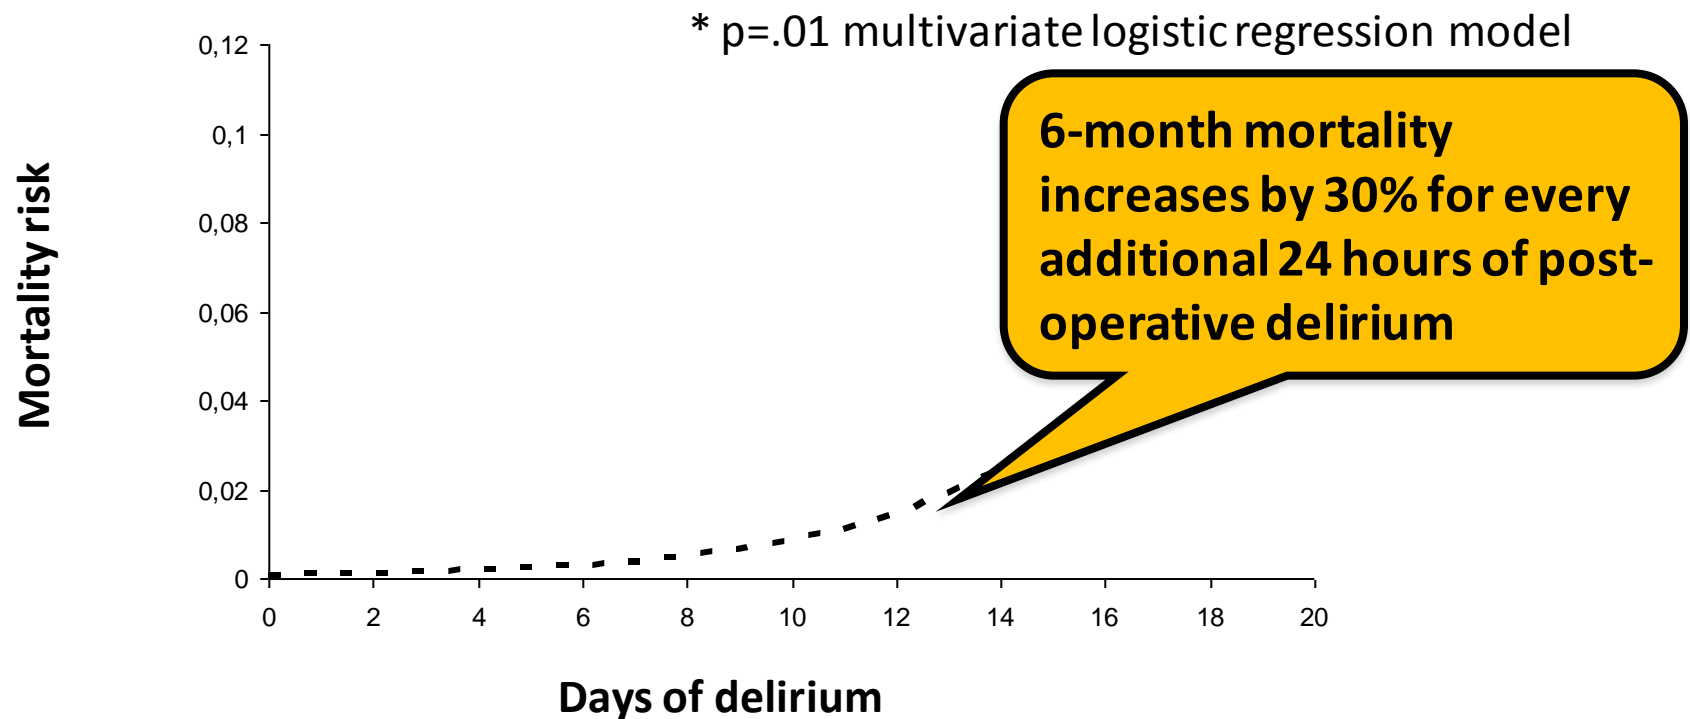 * p=.01 multivariate logistic regression model
0,12
0,1
0,08
0,06
0,04
0,02
0
Mortality risk
6-month mortality
increases by 30% for every
additional 24 hours of post-
operative delirium
0 2 4 6 8 10 12 14 16 18 20
Days of delirium